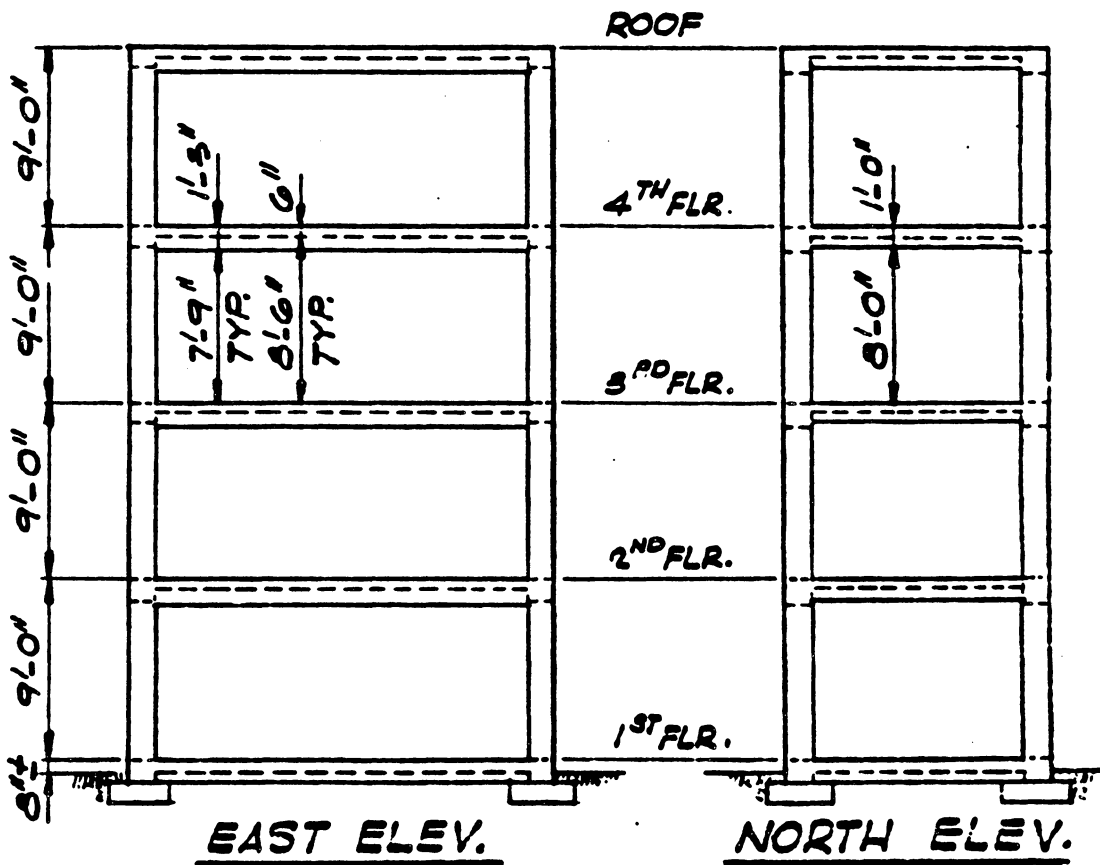 ROOF
9'-0"
1'-3"
6"
4TH FLR.
1'-0"
9'-0"
7'-9"
TYP.
8'-6"
TYP.
8'-0"
3RD FLR.
9'-0"
2ND FLR.
9'-0"
1ST FLR.
8"±
EAST ELEV.
NORTH ELEV.